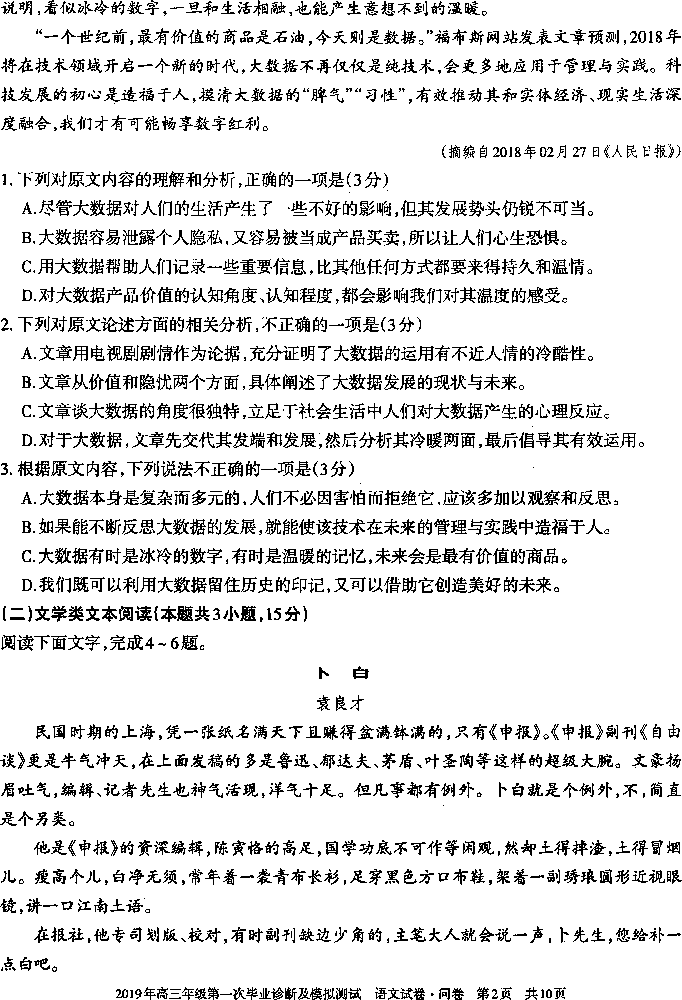 说明,看似冰冷的数字,一旦和生活相融,也能产生意想不到的温暖。
“一个世纪前,最有价值的商品是石油,今天则是数据。”福布斯网站发表文章预测,2018年
将在技术领域开启一个新的时代,大数据不再仅仅是纯技术,会更多地应用于管理与实践。科
技发展的初心是造福于人,摸清大数据的“脾气”“习性”,有效推动其和实体经济、现实生活深
度融合,我们才有可能畅享数字红利。
(摘编自2018年02月27日《人民日报》)
1. 下列对原文内容的理解和分析,正确的一项是(3分)
A.尽管大数据对人们的生活产生了一些不好的影响,但其发展势头仍锐不可当。
B.大数据容易泄露个人隐私,又容易被当成产品买卖,所以让人们心生恐惧。
C.用大数据帮助人们记录一些重要信息,比其他任何方式都要来得持久和温情。
D.对大数据产品价值的认知角度、认知程度,都会影响我们对其温度的感受。
2. 下列对原文论述方面的相关分析,不正确的一项是(3分)
A.文章用电视剧剧情作为论据,充分证明了大数据的运用有不近人情的冷酷性。
B.文章从价值和隐忧两个方面,具体阐述了大数据发展的现状与未来。
C.文章谈大数据的角度很独特,立足于社会生活中人们对大数据产生的心理反应。
D.对于大数据,文章先交代其发端和发展,然后分析其冷暖两面,最后倡导其有效运用。
3. 根据原文内容,下列说法不正确的一项是(3分)
A.大数据本身是复杂而多元的,人们不必因害怕而拒绝它,应该多加以观察和反思。
B.如果能不断反思大数据的发展,就能使该技术在未来的管理与实践中造福于人。
C.大数据有时是冰冷的数字,有时是温暖的记忆,未来会是最有价值的商品。
D.我们既可以利用大数据留住历史的印记,又可以借助它创造美好的未来。
(二)文学类文本阅读(本题共3小题,15分)
阅读下面文字,完成4~6题。
卜 白
袁良才
民国时期的上海,凭一张纸名满天下且赚得盆满钵满的,只有《申报》。《申报》副刊《自由
谈》更是牛气冲天,在上面发稿的多是鲁迅、郁达夫、茅盾、叶圣陶等这样的超级大腕。文豪扬
眉吐气,编辑、记者先生也神气活现,洋气十足。但凡事都有例外。卜白就是个例外,不,简直
是个另类。
他是《申报》的资深编辑,陈寅恪的高足,国学功底不可作等闲观,然却土得掉渣,土得冒烟
儿。瘦高个儿,白净无须,常年着一袭青布长衫,足穿黑色方口布鞋,架着一副琇琅圆形近视眼
镜,讲一口江南土语。
在报社,他专司划版、校对,有时副刊缺边少角的,主笔大人就会说一声,卜先生,您给补一
点白吧。
2019年高三年级第一次毕业诊断及模拟测试 语文试卷·问卷 第2页 共10页